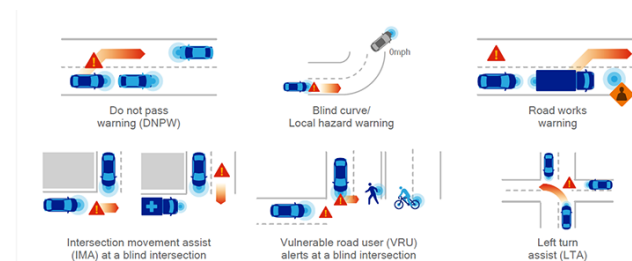 0mph
Do not pass
warning (DNPW)
Blind curve/
Local hazard warning
Road works
warning
Intersection movement assist
(IMA) at a blind intersection
Vulnerable road user (VRU)
alerts at a blind intersection
Left turn
assist (LTA)